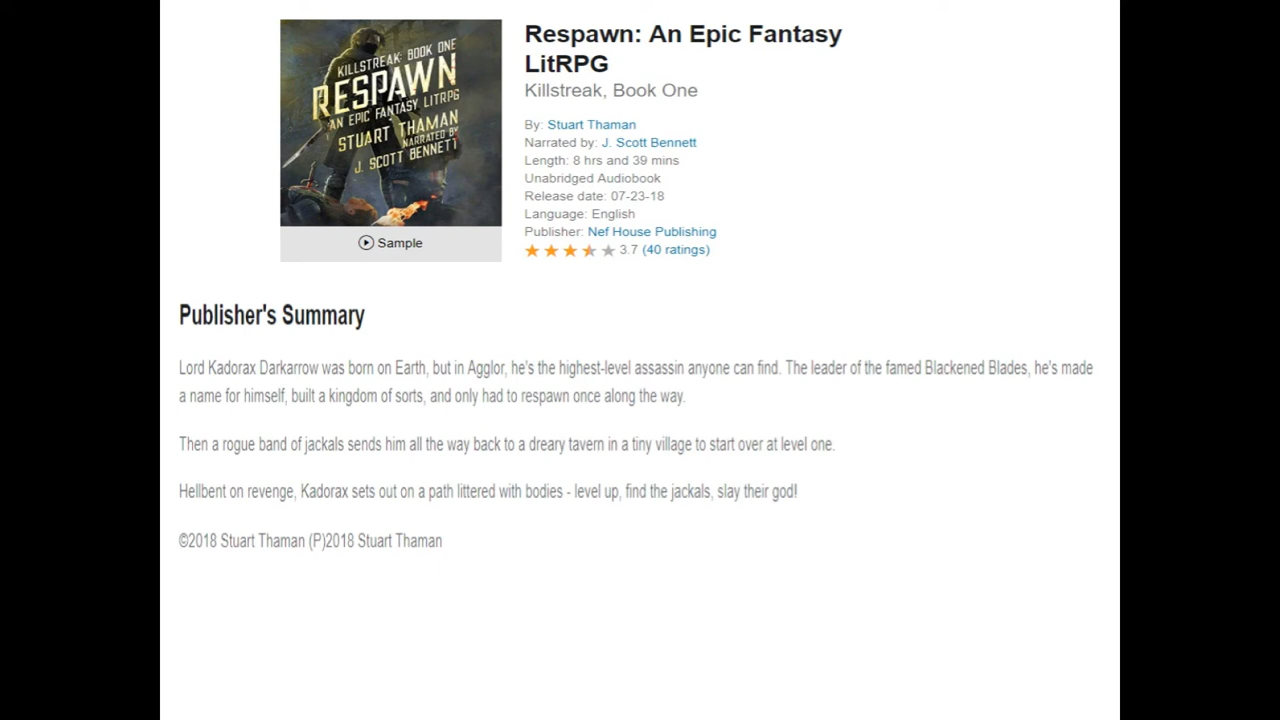 KILLSTREAK: BOOK ONE
RESPAWN
AN EPIC FANTASY LITRPG
STUART THAMAN
NARRATED BY
J. SCOTT BENNETT
Sample
Respawn: An Epic Fantasy
LitRPG
Killstreak, Book One
By: Stuart Thaman
Narrated by: J. Scott Bennett
Length: 8 hrs and 39 mins
Unabridged Audiobook
Release date: 07-23-18
Language: English
Publisher: Nef House Publishing
3.7 (40 ratings)
Publisher's Summary
Lord Kadorax Darkarrow was born on Earth, but in Agglor, he's the highest-level assassin anyone can find. The leader of the famed Blackened Blades, he's made
a name for himself, built a kingdom of sorts, and only had to respawn once along the way.
Then a rogue band of jackals sends him all the way back to a dreary tavern in a tiny village to start over at level one.
Hellbent on revenge, Kadorax sets out on a path littered with bodies - level up, find the jackals, slay their god!
©2018 Stuart Thaman (P)2018 Stuart Thaman